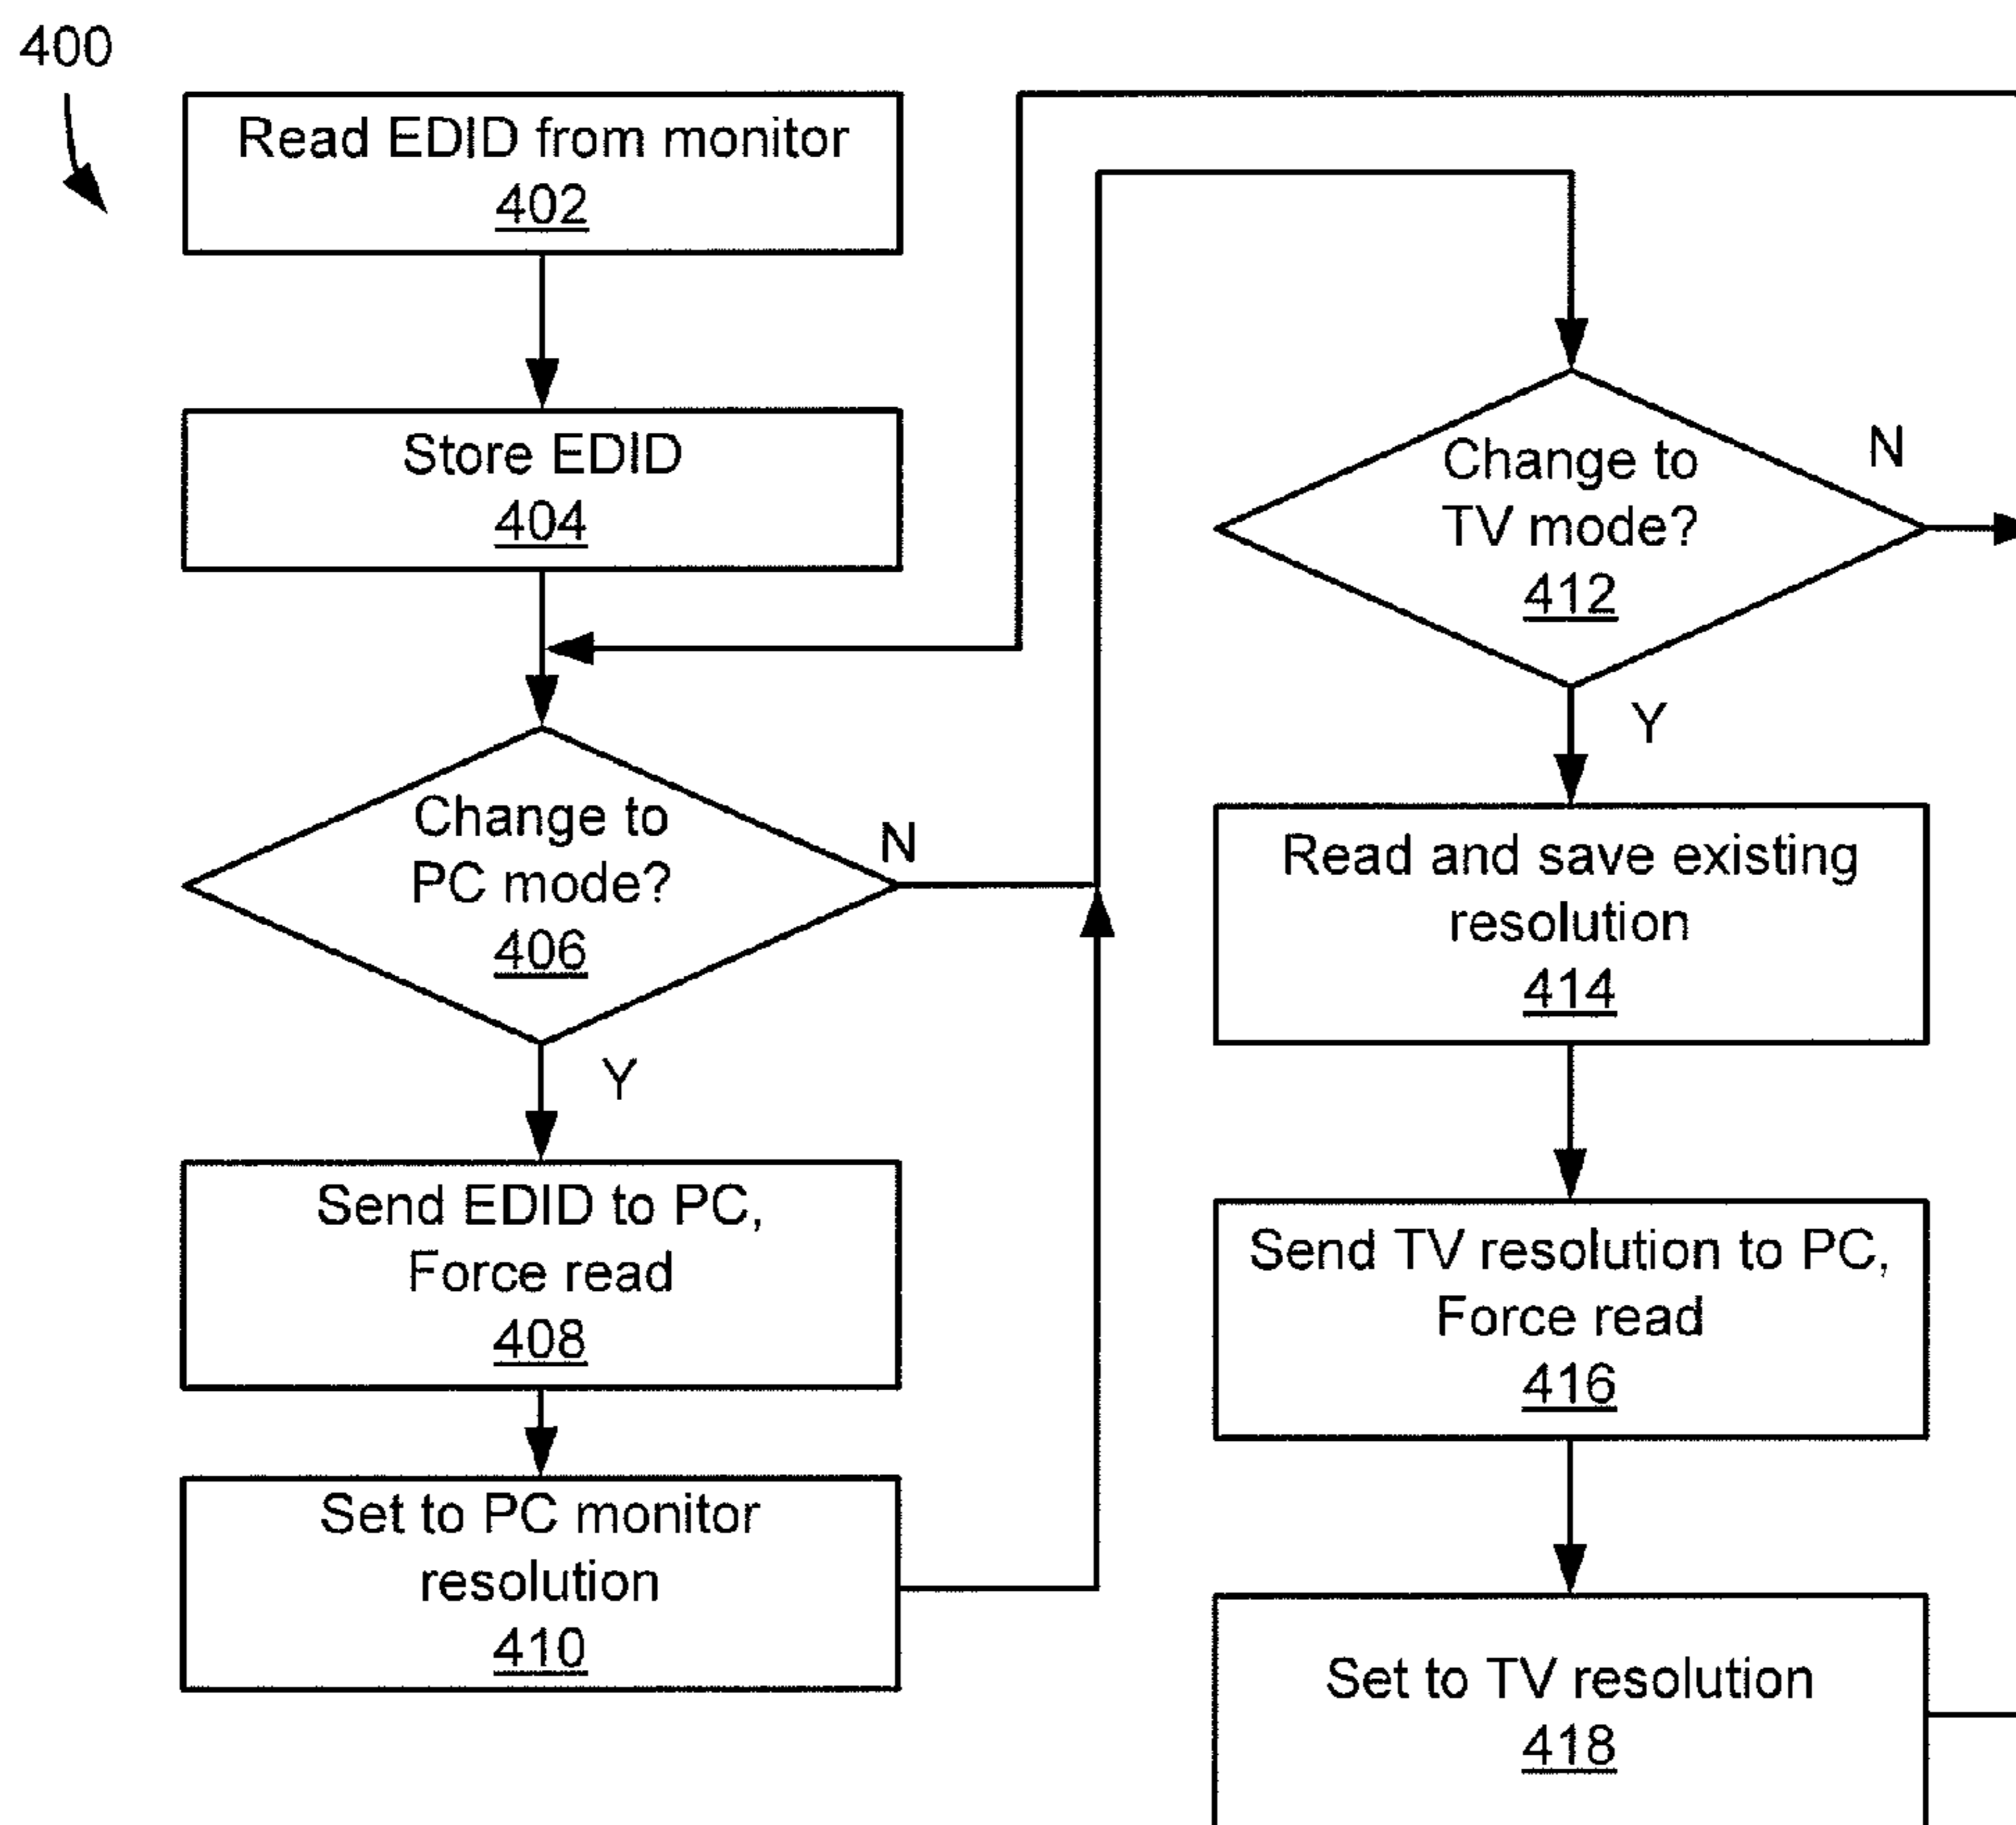 400
Read EDID from monitor
402
Store EDID
404
Change to
PC mode?
406
N
Y
Send EDID to PC,
Force read
408
Set to PC monitor
resolution
410
Change to
TV mode?
412
N
Y
Read and save existing
resolution
414
Send TV resolution to PC,
Force read
416
Set to TV resolution
418